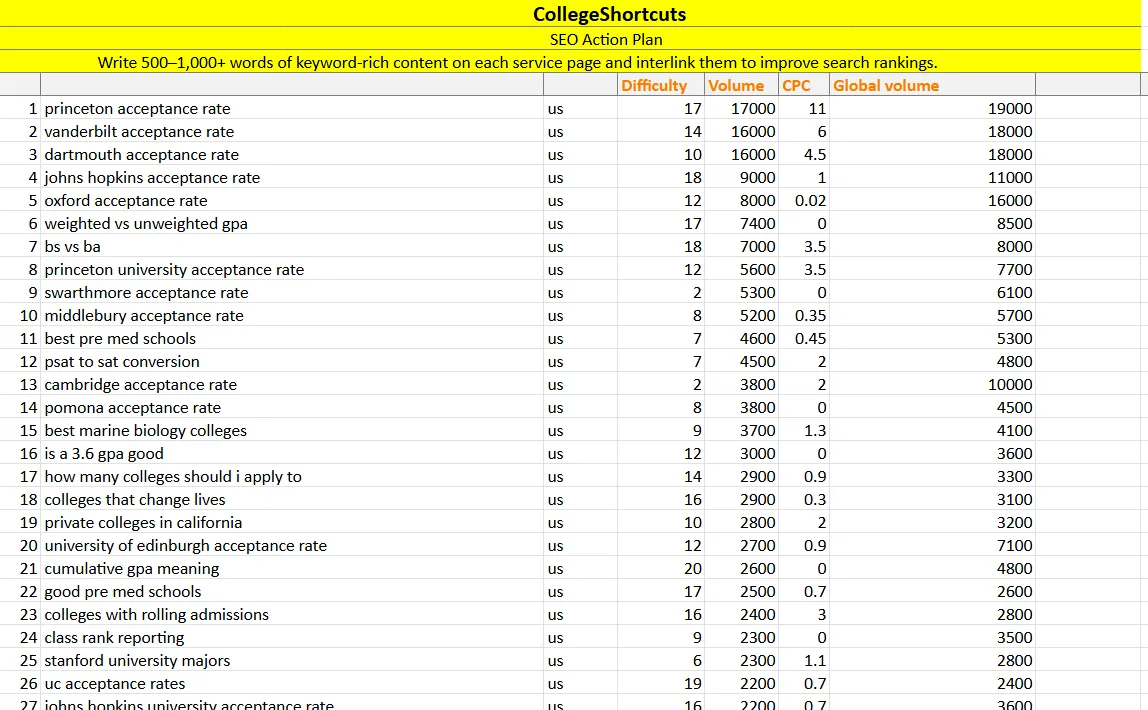 CollegeShortcuts
SEO Action Plan
Write 500–1,000+ words of keyword-rich content on each service page and interlink them to improve search rankings.
Difficulty Volume CPC Global volume
1 princeton acceptance rate us 17 17000 11 19000
2 vanderbilt acceptance rate us 14 16000 6 18000
3 dartmouth acceptance rate us 10 16000 4.5 18000
4 johns hopkins acceptance rate us 18 9000 1 11000
5 oxford acceptance rate us 12 8000 0.02 16000
6 weighted vs unweighted gpa us 17 7400 0 8500
7 bs vs ba us 18 7000 3.5 8000
8 princeton university acceptance rate us 12 5600 3.5 7700
9 swarthmore acceptance rate us 2 5300 0 6100
10 middlebury acceptance rate us 8 5200 0.35 5700
11 best pre med schools us 7 4600 0.45 5300
12 psat to sat conversion us 7 4500 2 4800
13 cambridge acceptance rate us 2 3800 2 10000
14 pomona acceptance rate us 8 3800 0 4500
15 best marine biology colleges us 9 3700 1.3 4100
16 is a 3.6 gpa good us 12 3000 0 3600
17 how many colleges should i apply to us 14 2900 0.9 3300
18 colleges that change lives us 16 2900 0.3 3100
19 private colleges in california us 10 2800 2 3200
20 university of edinburgh acceptance rate us 12 2700 0.9 7100
21 cumulative gpa meaning us 20 2600 0 4800
22 good pre med schools us 17 2500 0.7 2600
23 colleges with rolling admissions us 16 2400 3 2800
24 class rank reporting us 9 2300 0 3500
25 stanford university majors us 6 2300 1.1 2800
26 uc acceptance rates us 19 2200 0.7 2400
27 johns hopkins university acceptance rate us 16 2200 0.7 3600